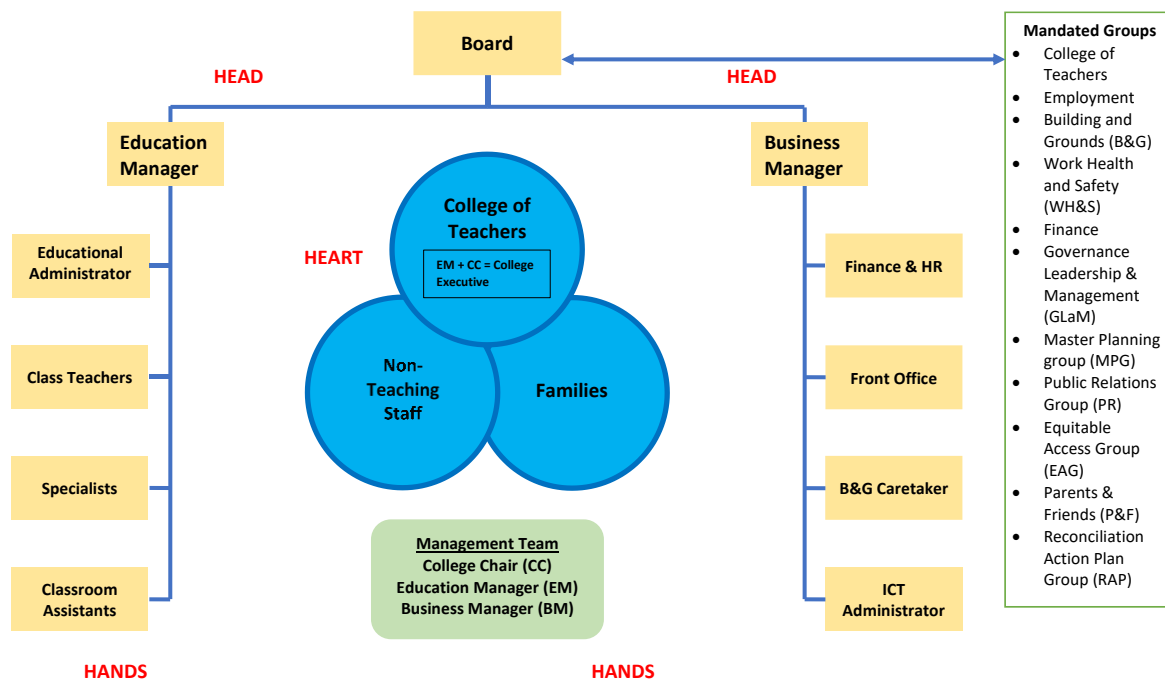 Board
HEAD
HEAD
Education
Manager
Business
Manager
Educational
Administrator
Class Teachers
Specialists
Classroom
Assistants
HANDS
HEART
College of
Teachers
EM + CC = College
Executive
Non-
Teaching
Staff
Families
Management Team
College Chair (CC)
Education Manager (EM)
Business Manager (BM)
Finance & HR
Front Office
B&G Caretaker
ICT
Administrator
HANDS
Mandated Groups
• College of
Teachers
• Employment
• Building and
Grounds (B&G)
• Work Health
and Safety
(WH&S)
• Finance
• Governance
Leadership &
Management
(GLaM)
• Master Planning
group (MPG)
• Public Relations
Group (PR)
• Equitable
Access Group
(EAG)
• Parents &
Friends (P&F)
• Reconciliation
Action Plan
Group (RAP)